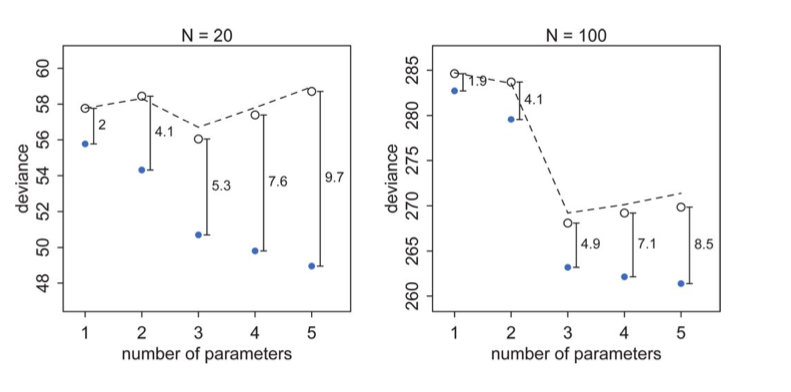 N = 20
deviance
60
58
56
54
52
50
48
2
4.1
5.3
7.6
9.7
1 2 3 4 5
number of parameters
N = 100
deviance
285
280
275
270
265
260
1.9
4.1
4.9
7.1
8.5
1 2 3 4 5
number of parameters